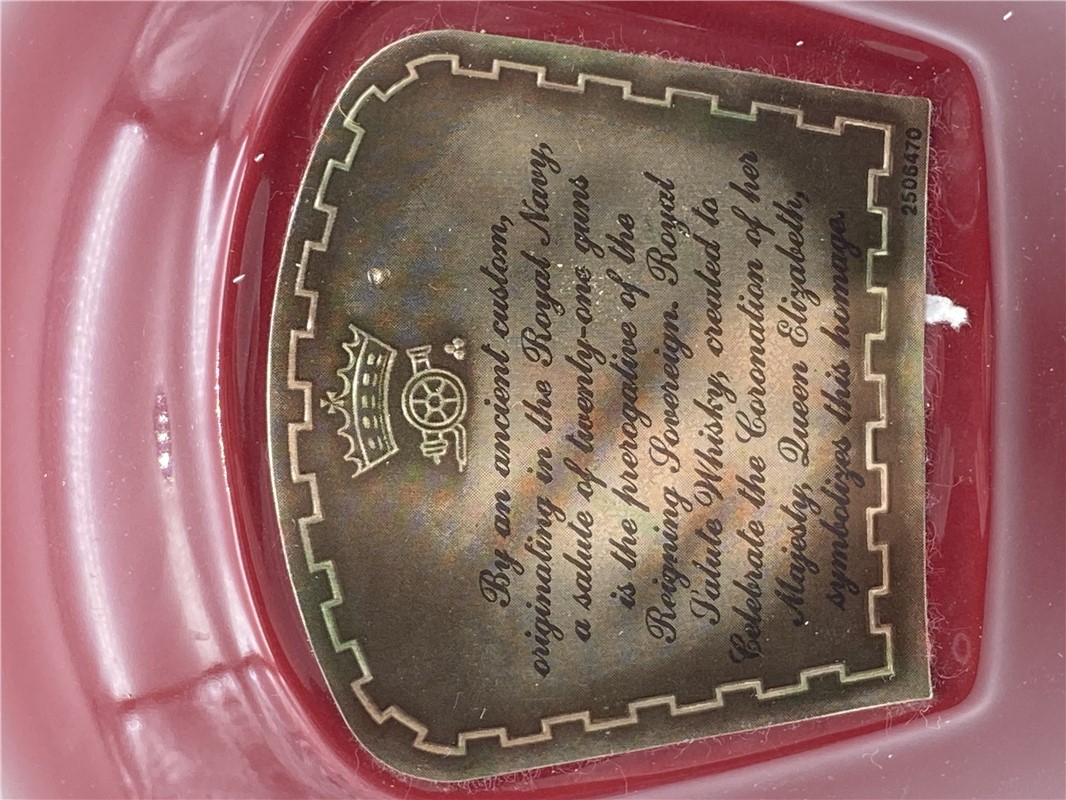 By an ancient custom,
originating in the Royal Navy,
a salute of twenty-one guns
is the prerogative of the
Reigning Sovereign. Royal
Salute Whisky, created to
Celebrate the Coronation of her
Majesty, Queen Elizabeth,
symbolizes this homage.
2506470